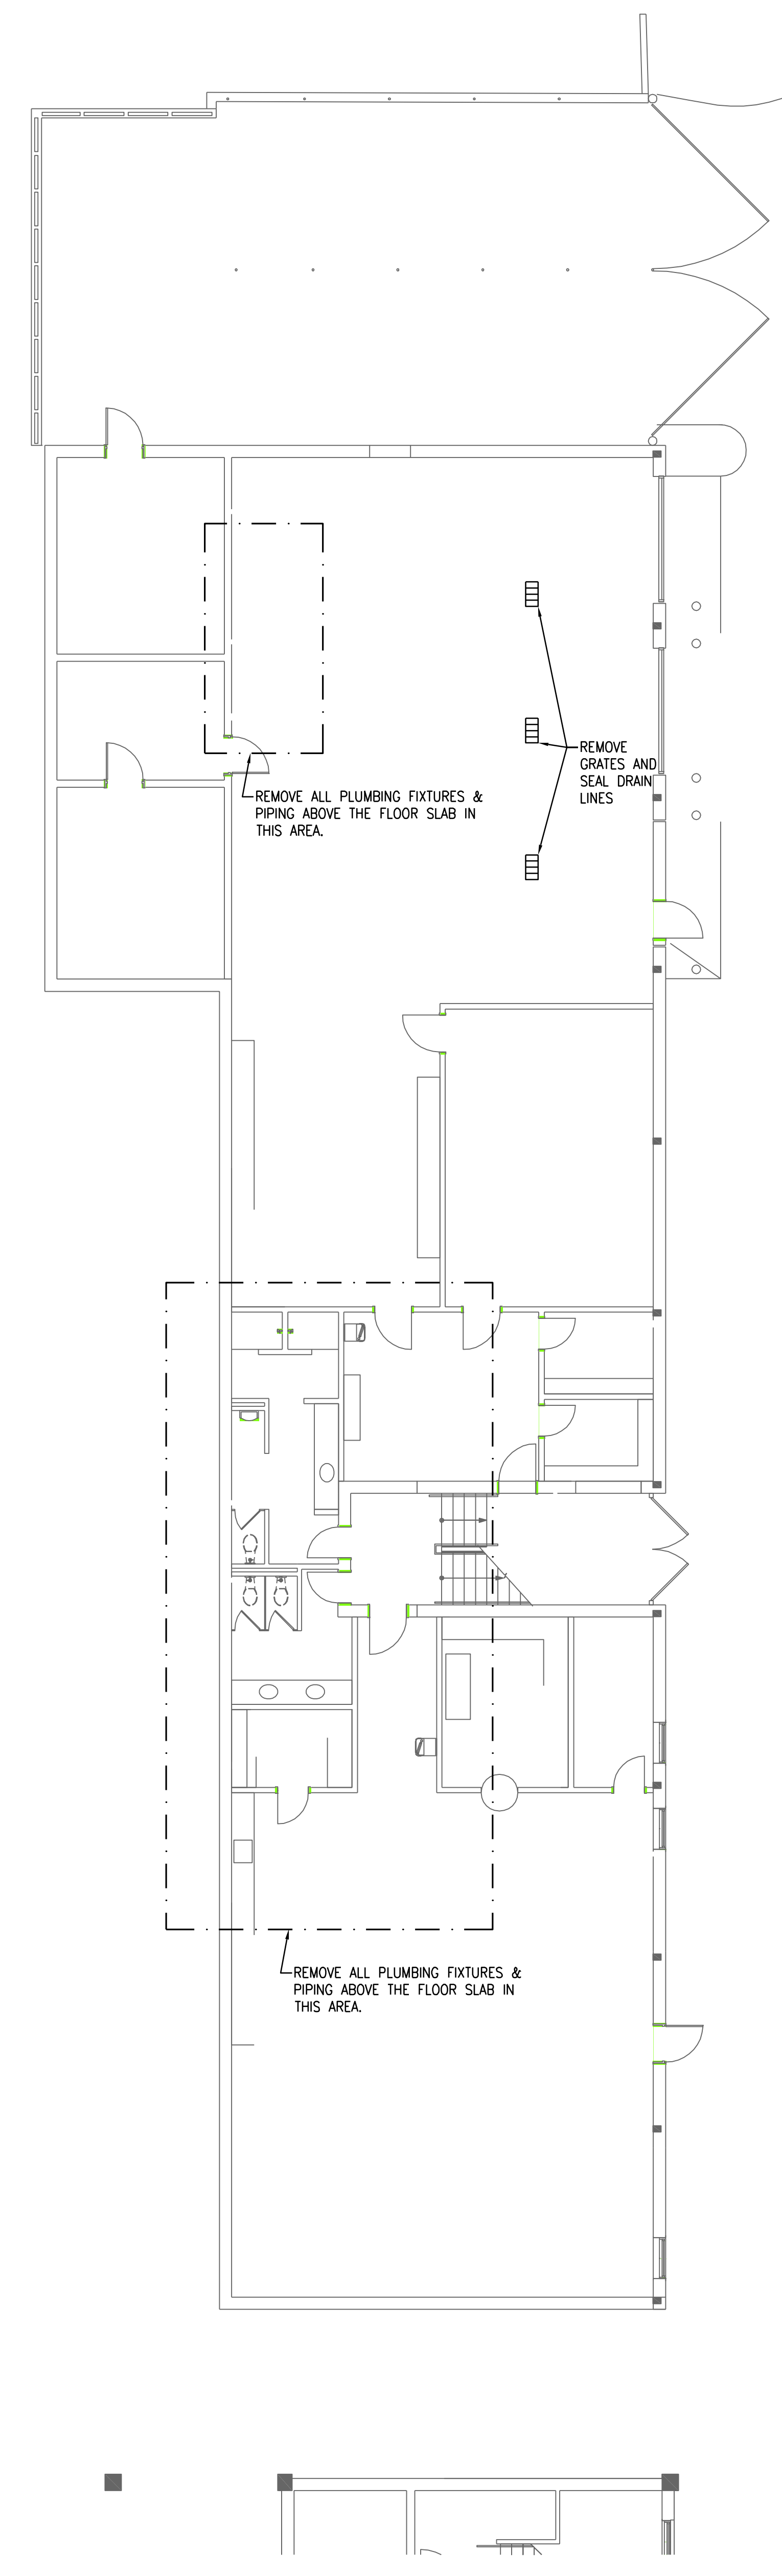 REMOVE
GRATES AND
SEAL DRAIN
LINES
REMOVE ALL PLUMBING FIXTURES &
PIPING ABOVE THE FLOOR SLAB IN
THIS AREA.
REMOVE ALL PLUMBING FIXTURES &
PIPING ABOVE THE FLOOR SLAB IN
THIS AREA.